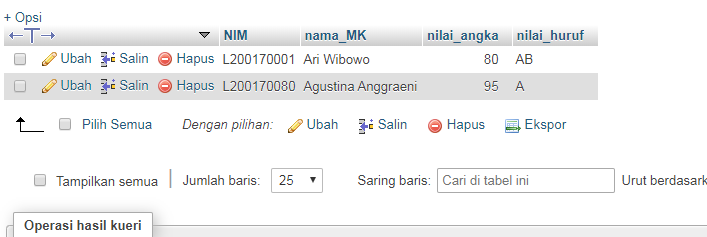 + Opsi
NIM nama_MK nilai_angka nilai_huruf
Ubah Salin Hapus L200170001 Ari Wibowo 80 AB
Ubah Salin Hapus L200170080 Agustina Anggraeni 95 A
Pilih Semua Dengan pilihan: Ubah Salin Hapus Ekspor
Tampilkan semua Jumlah baris: 25 Saring baris: Cari di tabel ini Urut berdasark
Operasi hasil kueri